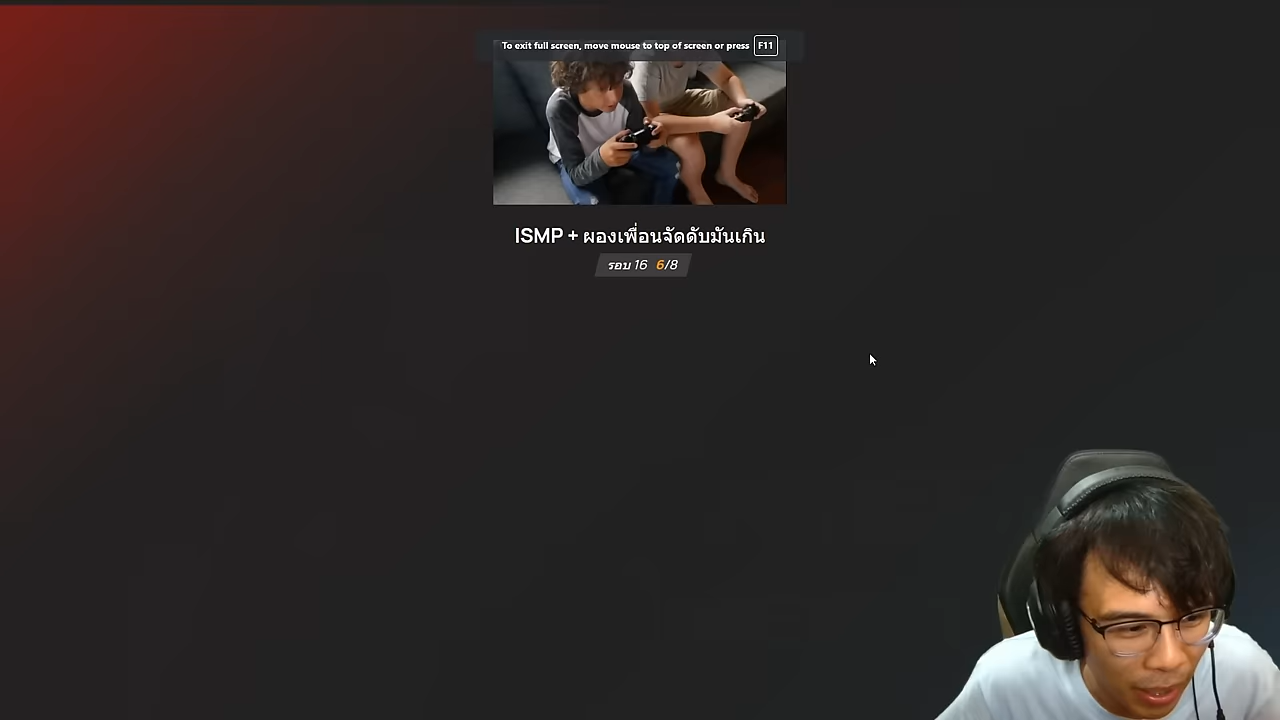 To exit full screen, move mouse to top of screen or press F11
ISMP + ผองเพื่อนจัดดับมันเกิน
รอบ 16 6/8